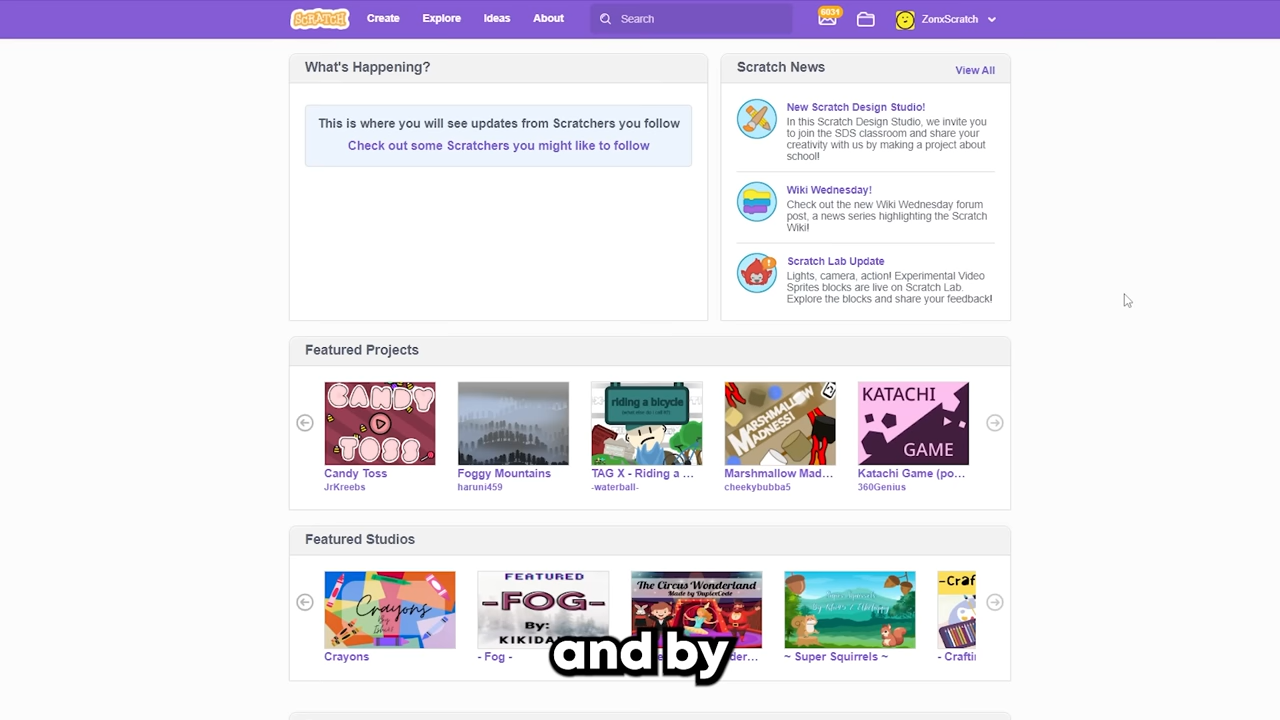 SCRATCH
Create
Explore
Ideas
About
Search
6031
ZonxScratch
What's Happening?
This is where you will see updates from Scratchers you follow
Check out some Scratchers you might like to follow
Scratch News
View All
New Scratch Design Studio!
In this Scratch Design Studio, we invite you
to join the SDS classroom and share your
creativity with us by making a project about
school!
Wiki Wednesday!
Check out the new Wiki Wednesday forum
post, a news series highlighting the Scratch
Wiki!
Scratch Lab Update
Lights, camera, action! Experimental Video
Sprites blocks are live on Scratch Lab.
Explore the blocks and share your feedback!
Featured Projects
CANDY
TOSS
Candy Toss
JrKreebs
Foggy Mountains
haruni459
riding a bicycle
TAG X - Riding a ...
-waterball-
MARSHMALLOW
MADNESS!
Marshmallow Mad...
cheekybubba5
KATACHI
GAME
Katachi Game (po...
360Genius
Featured Studios
Crayons
Crayons
FEATURED
-FOG-
By:
- Fog -
The Circus Wonderland
~ Super Squirrels ~
-Craf
- Craftin
and by